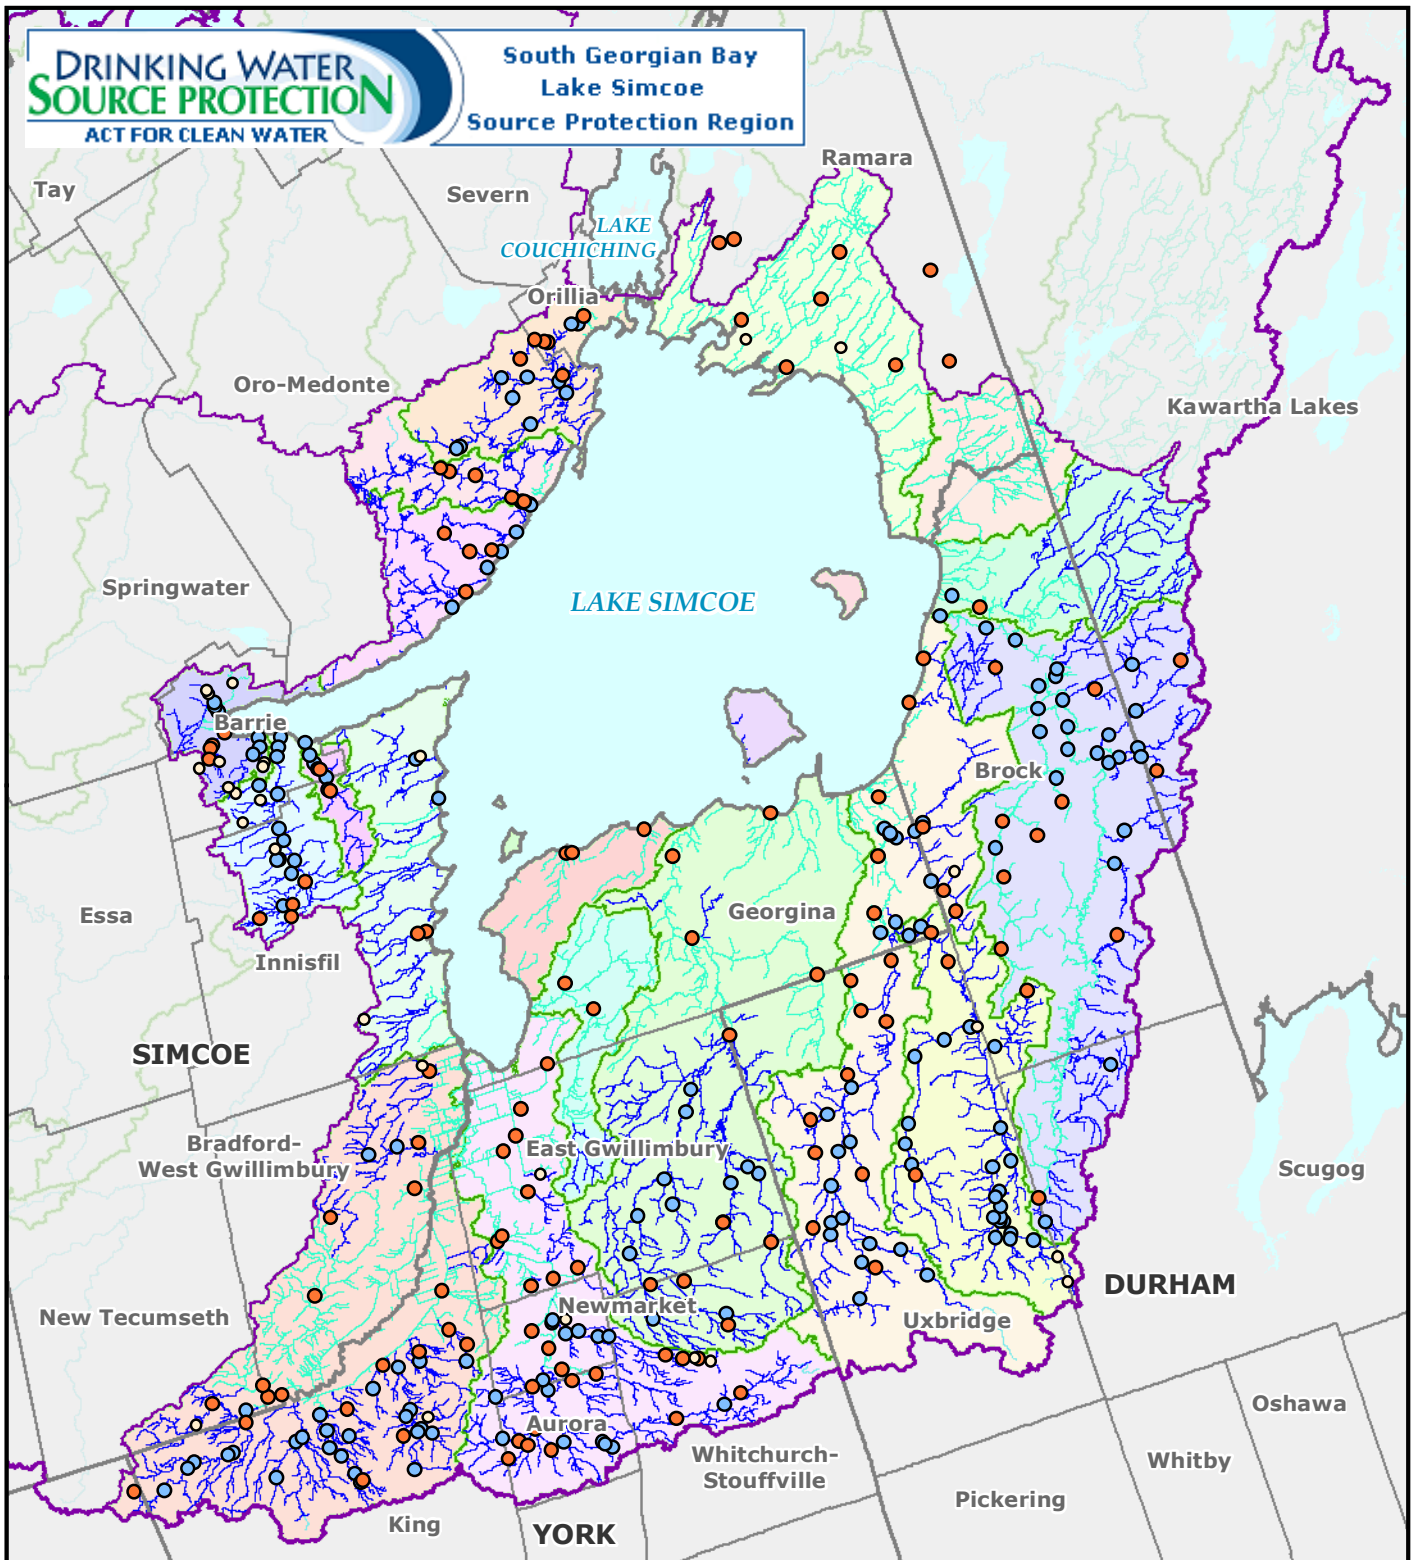 DRINKING WATER
SOURCE PROTECTION
ACT FOR CLEAN WATER
South Georgian Bay
Lake Simcoe
Source Protection Region
Ramara
Tay
Severn
LAKE
COUCHICHING
Orillia
Oro-Medonte
Kawartha Lakes
Springwater
LAKE SIMCOE
Barrie
Brock
Essa
Georgina
Innisfil
SIMCOE
Bradford-
West Gwillimbury
East Gwillimbury
Scugog
DURHAM
New Tecumseth
Newmarket
Uxbridge
Oshawa
Aurora
Whitchurch-
Stouffville
Whitby
Pickering
King
YORK